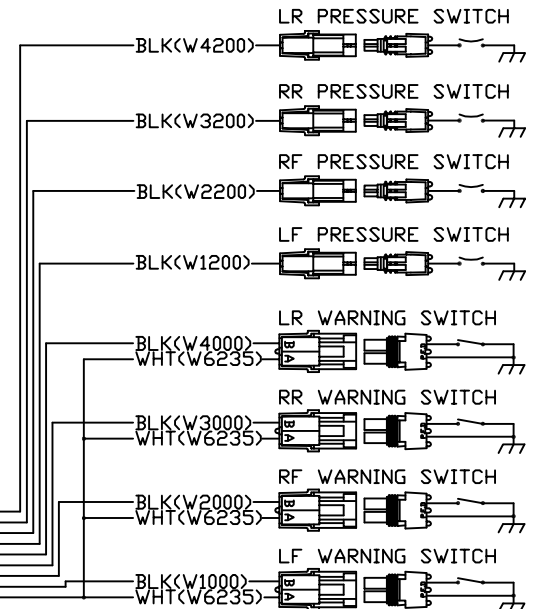 LR PRESSURE SWITCH
BLK(W4200)
RR PRESSURE SWITCH
BLK(W3200)
RF PRESSURE SWITCH
BLK(W2200)
LF PRESSURE SWITCH
BLK(W1200)
LR WARNING SWITCH
BLK(W4000) B
WHT(W6235) A
RR WARNING SWITCH
BLK(W3000) B
WHT(W6235) A
RF WARNING SWITCH
BLK(W2000) B
WHT(W6235) A
LF WARNING SWITCH
BLK(W1000) B
WHT(W6235) A